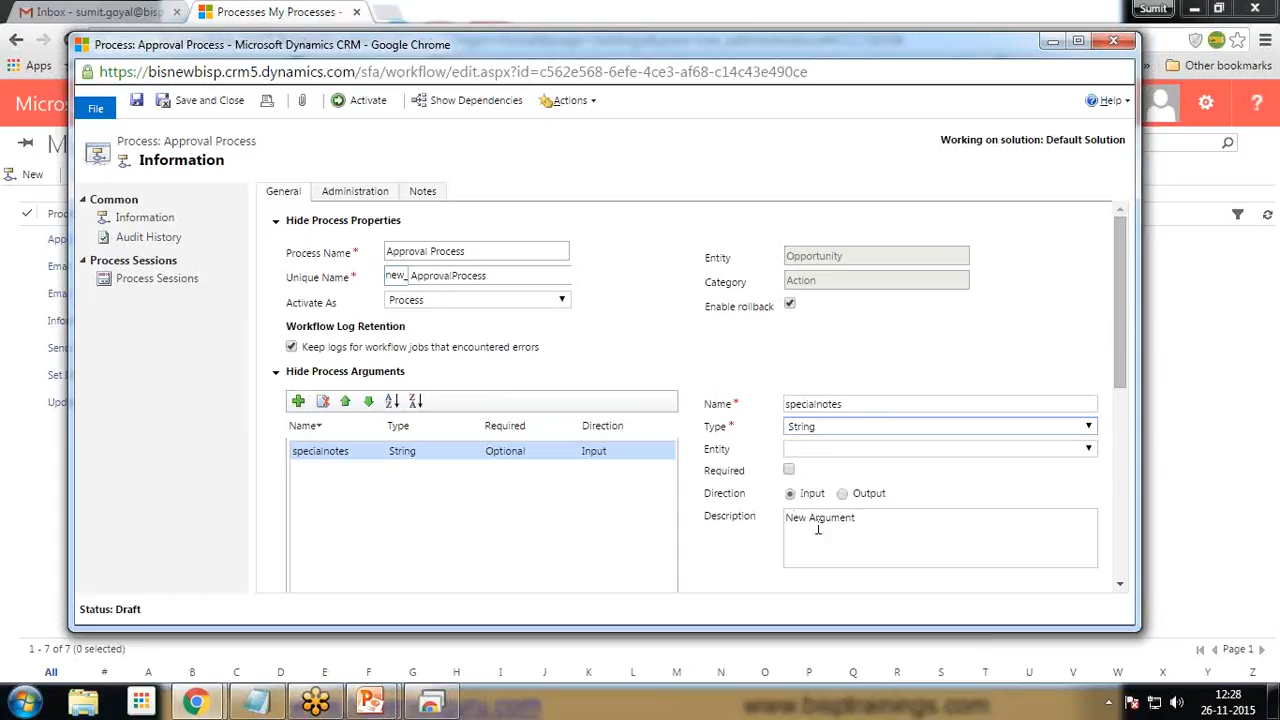 Inbox - sumit.goyal@bisp
Processes My Processes -
Sumit
Process: Approval Process - Microsoft Dynamics CRM - Google
https://bisnewbisp.crm5.dynamics.com/sfa/workflow/edit.aspx?id=c562e568-6efe-4ce3-af68-c14c43e490ce
Apps
Other bookmarks
File
Save and Close
Activate
Show Dependencies
Actions
Help
Process: Approval Process
Information
Working on solution: Default Solution
New
Common
Information
Audit History
Process Sessions
Process Sessions
General
Administration
Notes
Hide Process Properties
Process Name *
Approval Process
Entity
Opportunity
Unique Name *
new_ ApprovalProcess
Category
Action
Activate As
Process
Enable rollback
Workflow Log Retention
Keep logs for workflow jobs that encountered errors
Hide Process Arguments
Name Type Required Direction
specialnotes String Optional Input
Name *
specialnotes
Type *
String
Entity
Required
Direction
Input
Output
Description
New Argument
Status: Draft
1 - 7 of 7 (0 selected)
Page 1
All # A B C D E F G H I J K L M N O P Q R S T U V W X Y Z
12:28
26-11-2015